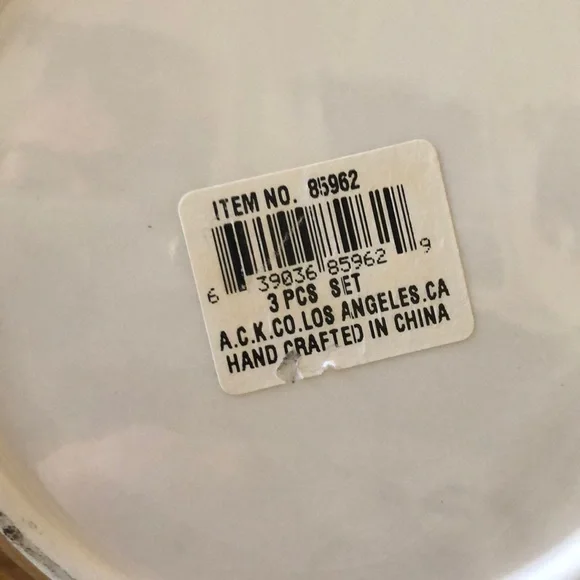 ITEM NO. 85962
6 39036 85962 9
3 PCS SET
A.C.K.CO.LOS ANGELES.CA
HAND CRAFTED IN CHINA